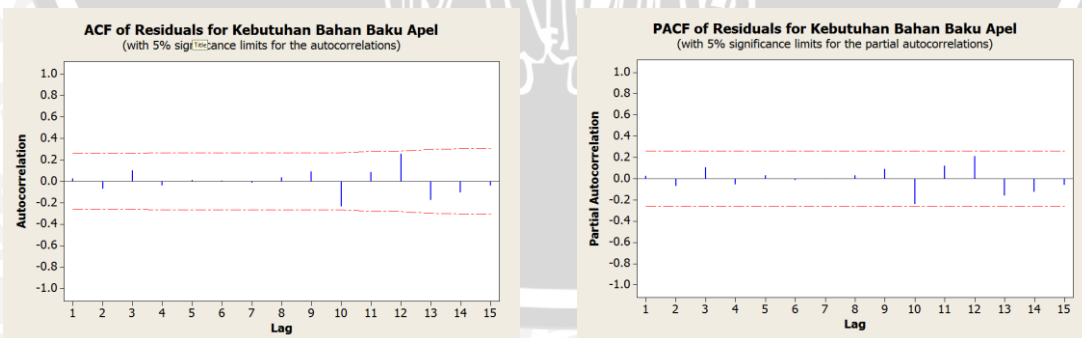 ACF of Residuals for Kebutuhan Bahan Baku Apel
(with 5% significance limits for the autocorrelations)
Title
Autocorrelation
1.0
0.8
0.6
0.4
0.2
0.0
-0.2
-0.4
-0.6
-0.8
-1.0
1 2 3 4 5 6 7 8 9 10 11 12 13 14 15
Lag
PACF of Residuals for Kebutuhan Bahan Baku Apel
(with 5% significance limits for the partial autocorrelations)
Partial Autocorrelation
1.0
0.8
0.6
0.4
0.2
0.0
-0.2
-0.4
-0.6
-0.8
-1.0
1 2 3 4 5 6 7 8 9 10 11 12 13 14 15
Lag